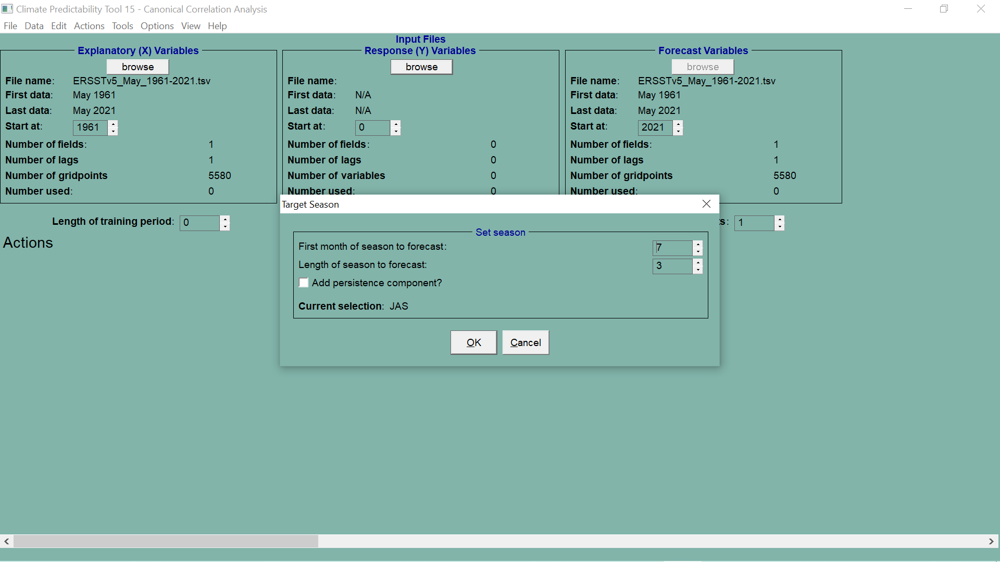 Climate Predictability Tool 15 - Canonical Correlation Analysis
File Data Edit Actions Tools Options View Help
Input Files
Explanatory (X) Variables
browse
File name: ERSSTv5_May_1961-2021.tsv
First data: May 1961
Last data: May 2021
Start at: 1961
Number of fields: 1
Number of lags 1
Number of gridpoints 5580
Number used: 0
Response (Y) Variables
browse
File name:
First data: N/A
Last data: N/A
Start at: 0
Number of fields: 0
Number of lags 0
Number of variables 0
Number used: 0
Forecast Variables
browse
File name: ERSSTv5_May_1961-2021.tsv
First data: May 1961
Last data: May 2021
Start at: 2021
Number of fields: 1
Number of lags 1
Number of gridpoints 5580
Number used: 0
Length of training period: 0
s: 1
Actions
Target Season
Set season
First month of season to forecast: 7
Length of season to forecast: 3
Add persistence component?
Current selection: JAS
OK Cancel